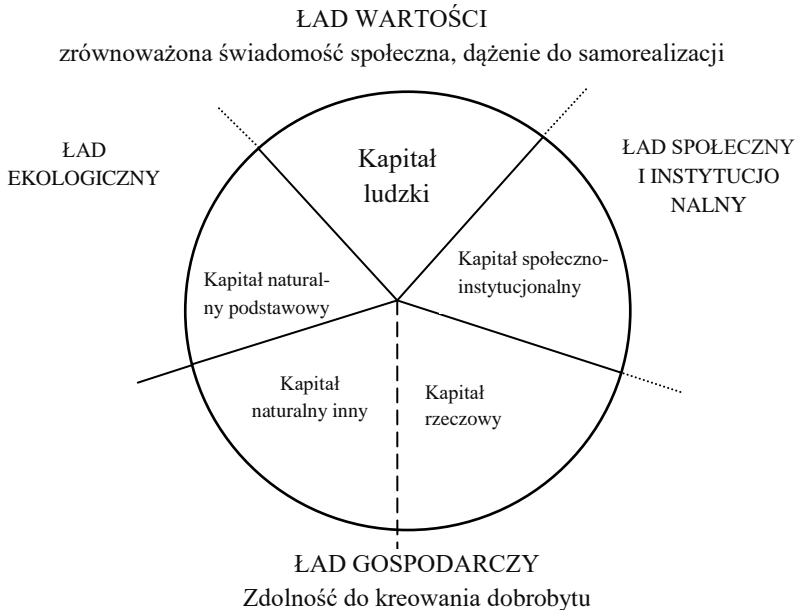 ŁAD WARTOŚCI
zrównoważona świadomość społeczna, dążenie do samorealizacji
ŁAD
EKOLOGICZNY
Kapitał
ludzki
ŁAD SPOŁECZNY
I INSTYTUCJO
NALNY
Kapitał natural-
ny podstawowy
Kapitał społeczno-
instytucjonalny
Kapitał
naturalny inny
Kapitał
rzeczowy
ŁAD GOSPODARCZY
Zdolność do kreowania dobrobytu